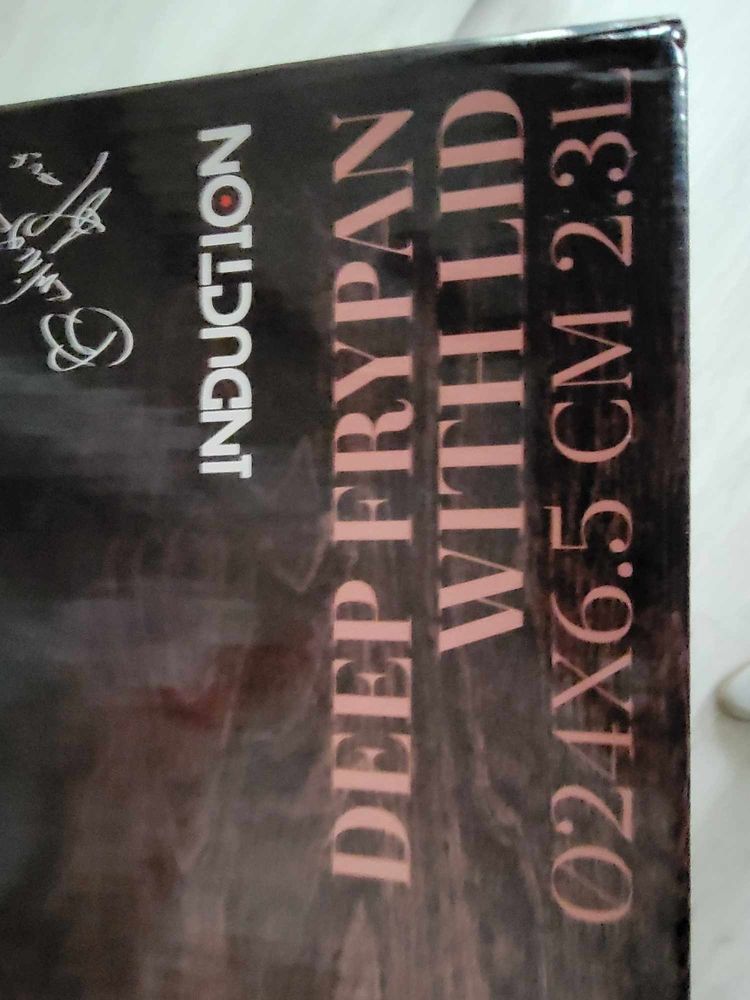 INDUCTION
DEEP FRYPAN
WITH LID
Ø24X6.5 CM 2.3L